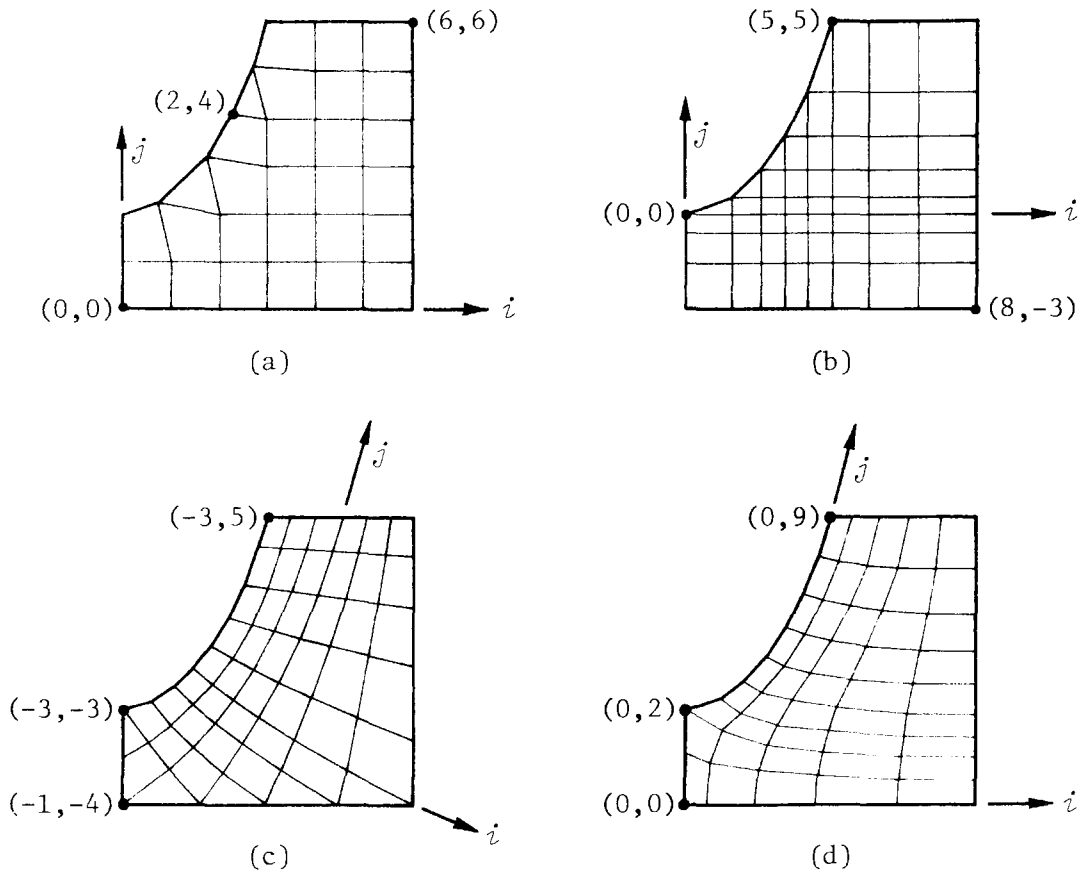 (6,6)
(2,4)
j
(0,0)
i
(a)
(5,5)
j
(0,0)
i
(8,-3)
(b)
j
(-3,5)
(-3,-3)
(-1,-4)
i
(c)
j
(0,9)
(0,2)
(0,0)
i
(d)